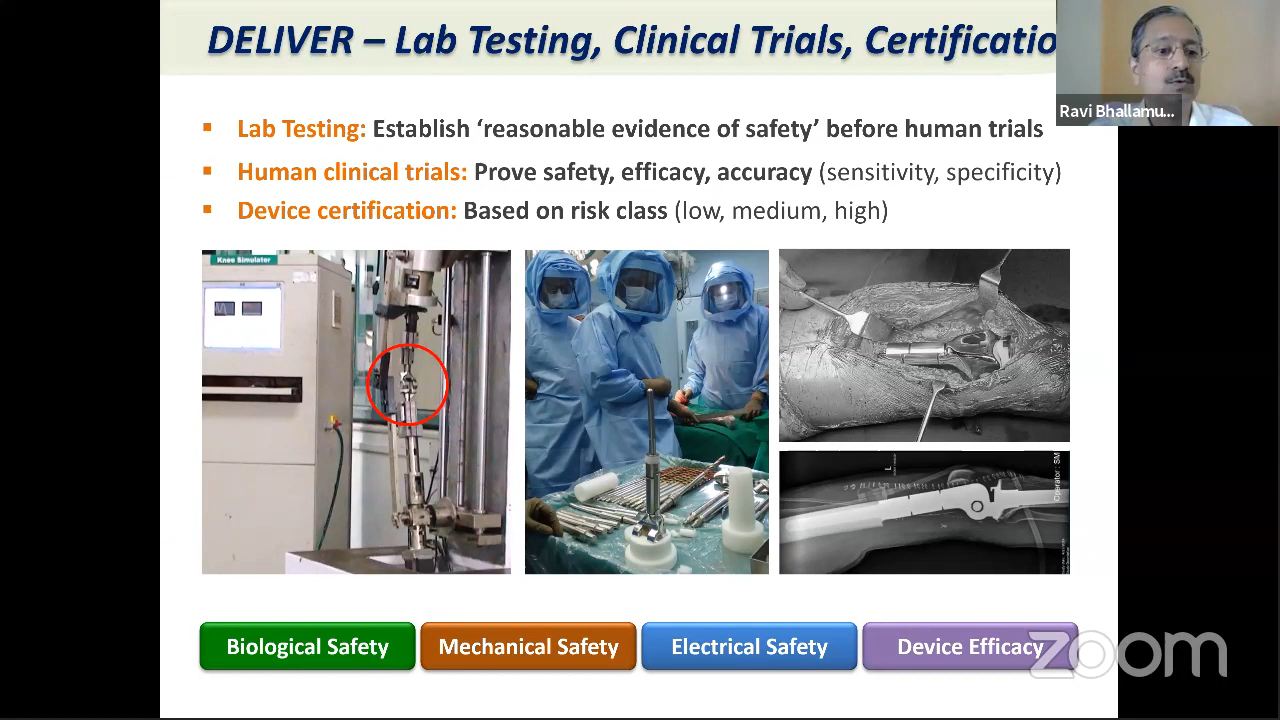 DELIVER – Lab Testing, Clinical Trials, Certificatio
Ravi Bhallamu...
▪ Lab Testing: Establish ‘reasonable evidence of safety’ before human trials
▪ Human clinical trials: Prove safety, efficacy, accuracy (sensitivity, specificity)
▪ Device certification: Based on risk class (low, medium, high)
Knee Simulator
L
Operator : SM
Biological Safety
Mechanical Safety
Electrical Safety
Device Efficacy
zoom